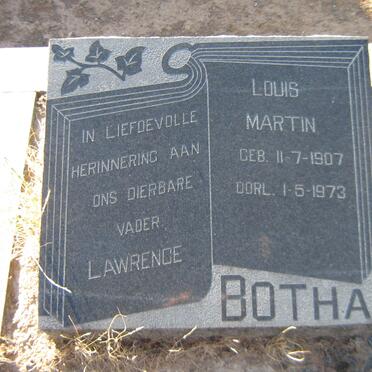 IN LIEFDEVOLLE
HERINNERING AAN
ONS DIERBARE
VADER
LAWRENCE
LOUIS
MARTIN
GEB. 11-7-1907
OORL. 1-5-1973
BOTHA